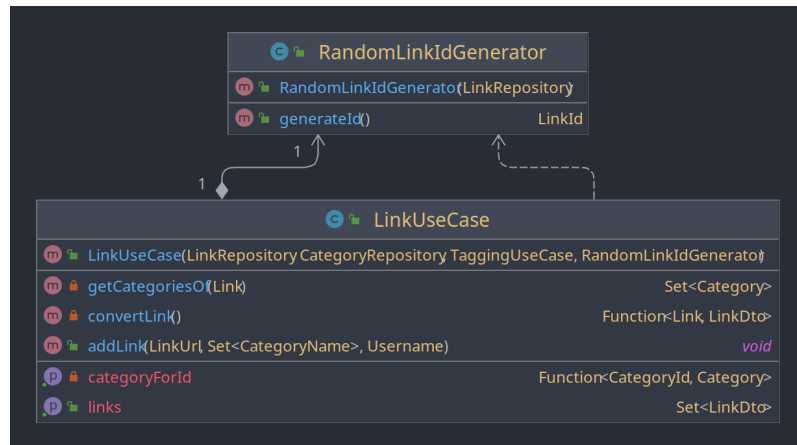 RandomLinkIdGenerator
RandomLinkIdGenerator(LinkRepository)
generateId() LinkId
1
1
LinkUseCase
LinkUseCase(LinkRepository CategoryRepository, TaggingUseCase, RandomLinkIdGenerator)
getCategoriesOf(Link) Set<Category>
convertLink() Function<Link, LinkDto>
addLink(LinkUrl, Set<CategoryName>, Username) void
categoryForId Function<CategoryId, Category>
links Set<LinkDto>